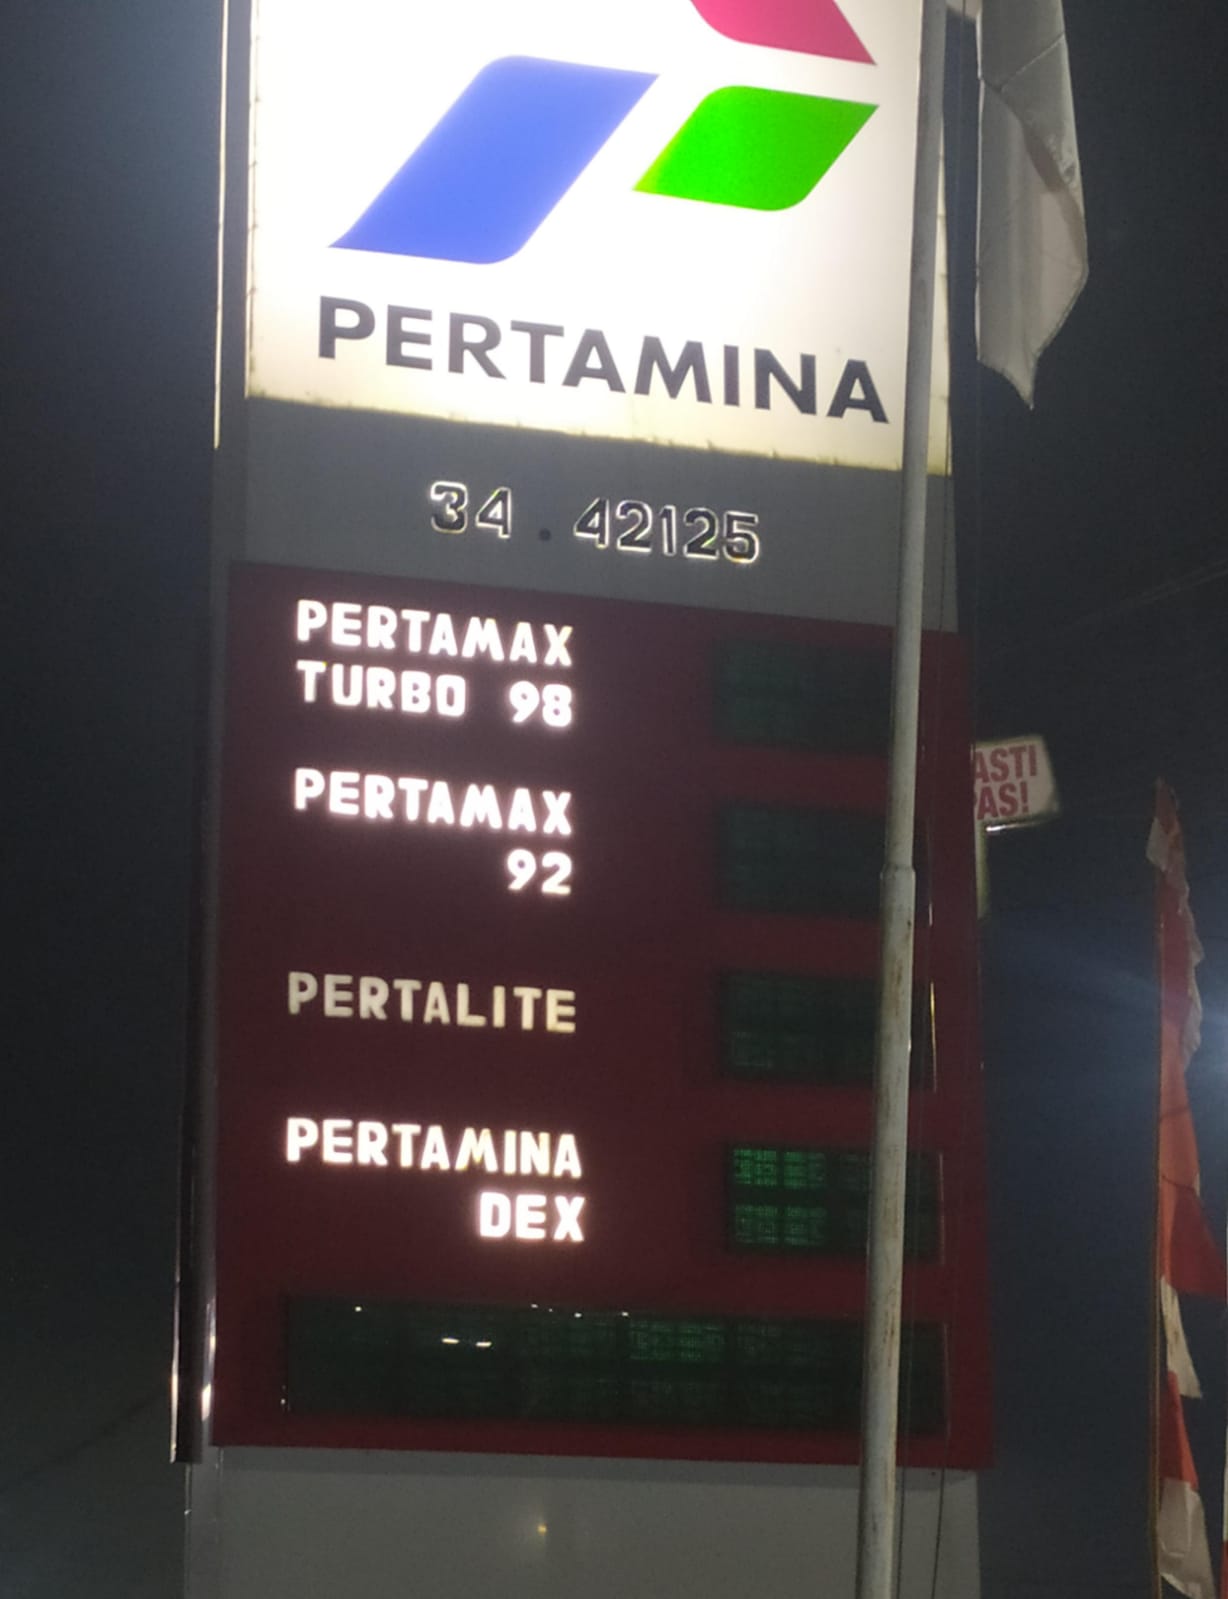 PERTAMINA
34.42125
PERTAMAX
TURBO 98
PERTAMAX
92
PERTALITE
PERTAMINA
DEX